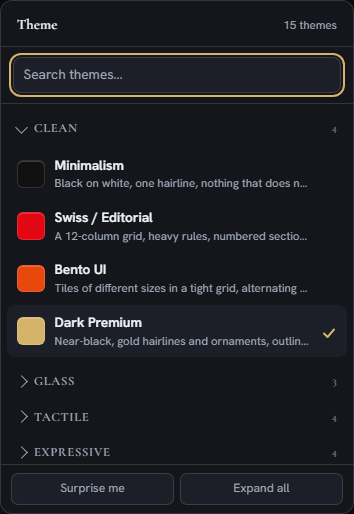 Theme
15 themes
Search themes...
CLEAN
4
Minimalism
Black on white, one hairline, nothing that does n...
Swiss / Editorial
A 12-column grid, heavy rules, numbered sectio...
Bento UI
Tiles of different sizes in a tight grid, alternating ...
Dark Premium
Near-black, gold hairlines and ornaments, outlin...
GLASS
3
TACTILE
4
EXPRESSIVE
4
Surprise me
Expand all